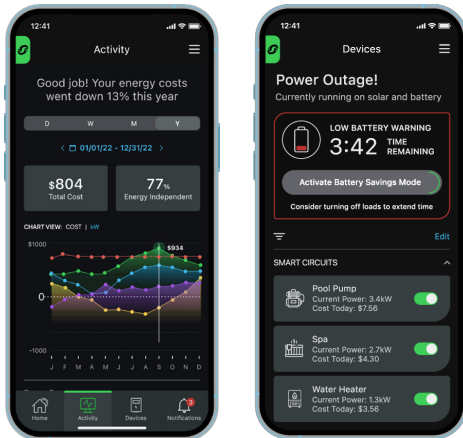 12:41
Activity
Good job! Your energy costs
went down 13% this year
D W M Y
< 01/01/22 - 12/31/22 >
$804
Total Cost
77%
Energy Independent
CHART VIEW: COST | kW
$1000
$934
0
-1000
J F M A M J J A S O N D
Home
Activity
Devices
3
Notifications
12:41
Devices
Power Outage!
Currently running on solar and battery
LOW BATTERY WARNING
3:42 TIME
REMAINING
Activate Battery Savings Mode
Consider turning off loads to extend time
Edit
SMART CIRCUITS
Pool Pump
Current Power: 3.4kW
Cost Today: $7.56
Spa
Current Power: 2.7kW
Cost Today: $4.30
Water Heater
Current Power: 1.3kW
Cost Today: $3.56